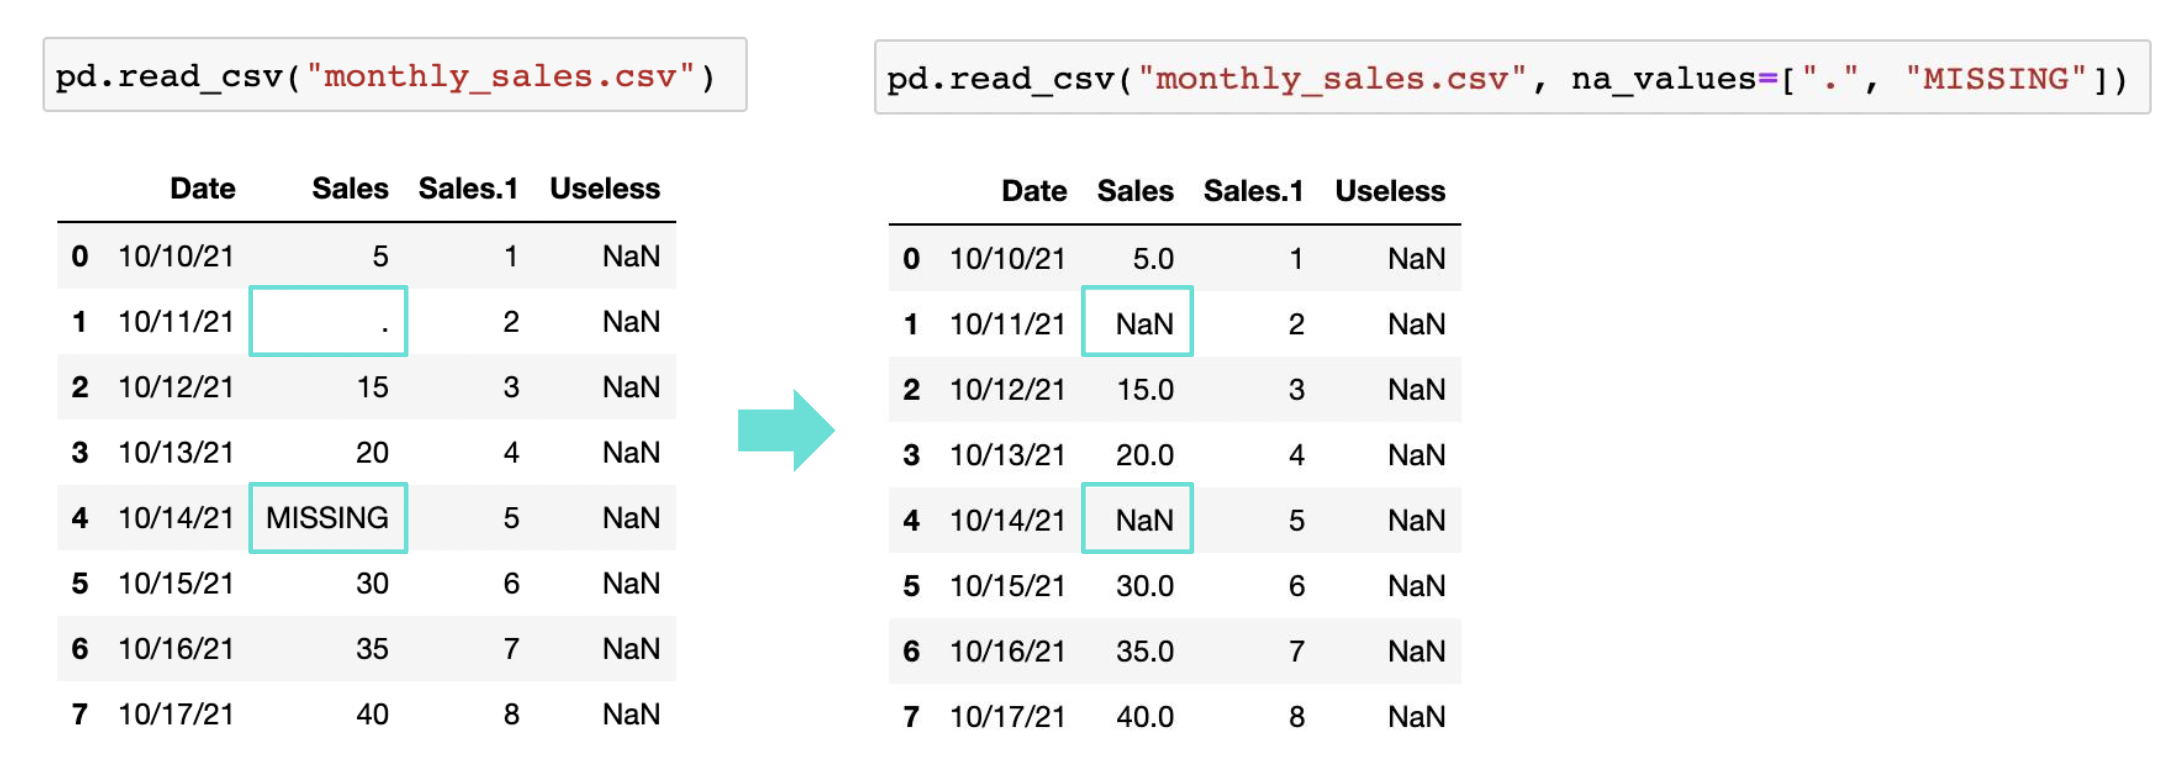 pd.read_csv("monthly_sales.csv")
Date Sales Sales.1 Useless
0 10/10/21 5 1 NaN
1 10/11/21 . 2 NaN
2 10/12/21 15 3 NaN
3 10/13/21 20 4 NaN
4 10/14/21 MISSING 5 NaN
5 10/15/21 30 6 NaN
6 10/16/21 35 7 NaN
7 10/17/21 40 8 NaN
pd.read_csv("monthly_sales.csv", na_values=[".", "MISSING"])
Date Sales Sales.1 Useless
0 10/10/21 5.0 1 NaN
1 10/11/21 NaN 2 NaN
2 10/12/21 15.0 3 NaN
3 10/13/21 20.0 4 NaN
4 10/14/21 NaN 5 NaN
5 10/15/21 30.0 6 NaN
6 10/16/21 35.0 7 NaN
7 10/17/21 40.0 8 NaN